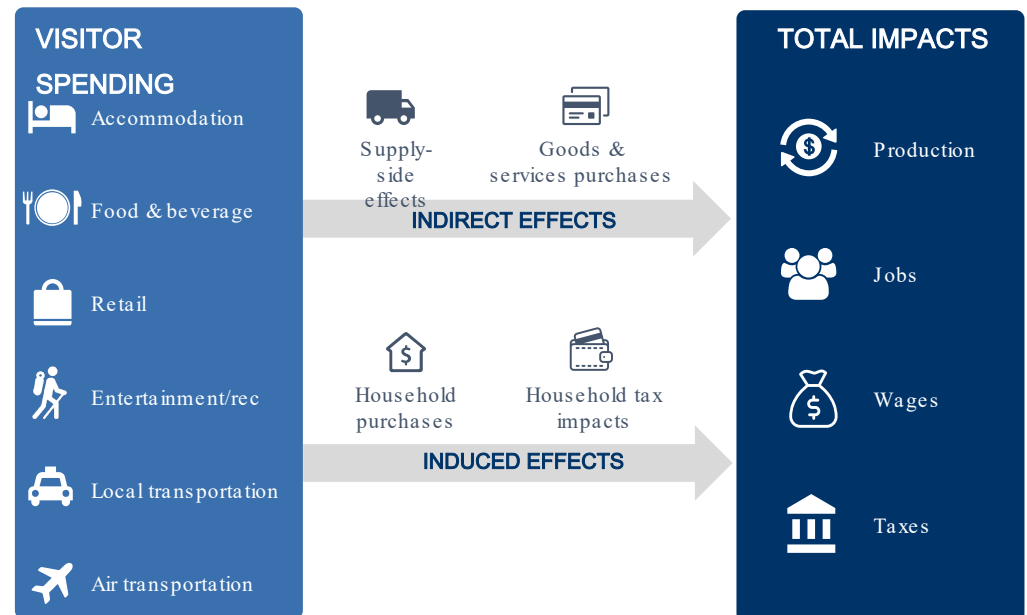 VISITOR
SPENDING
Accommodation
Food & beverage
Retail
Entertainment/rec
Local transportation
Air transportation
Supply-
side
effects
Goods &
services purchases
INDIRECT EFFECTS
Household
purchases
Household tax
impacts
INDUCED EFFECTS
TOTAL IMPACTS
Production
Jobs
Wages
Taxes